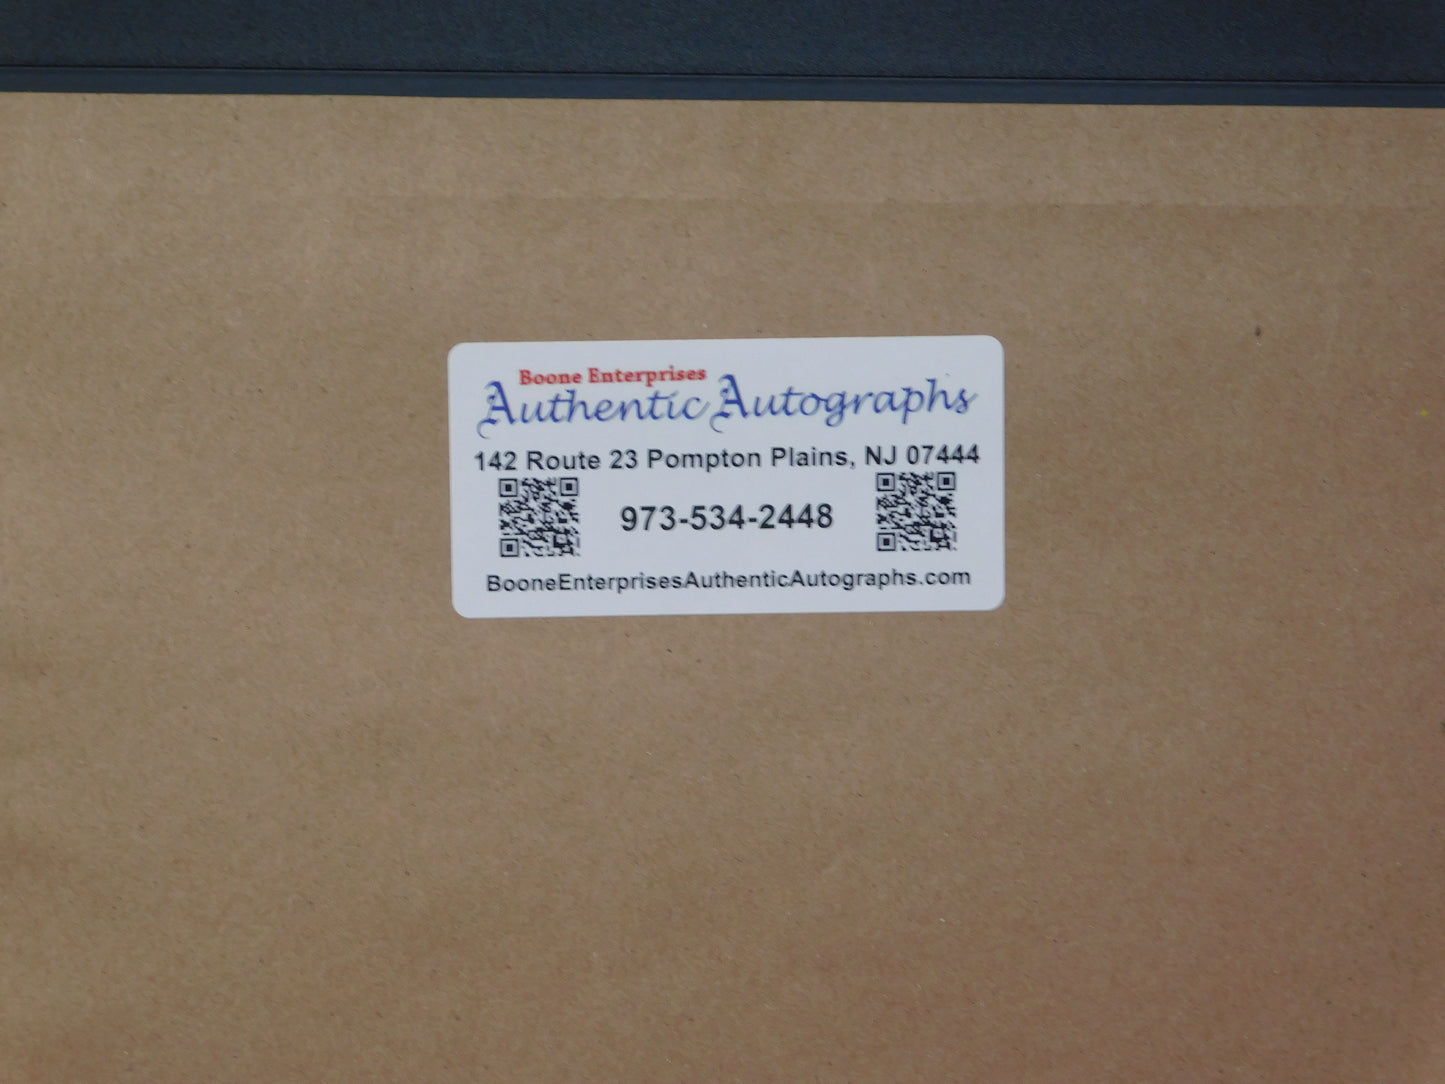 Boone Enterprises
Authentic Autographs
142 Route 23 Pompton Plains, NJ 07444
973-534-2448
BooneEnterprisesAuthenticAutographs.com